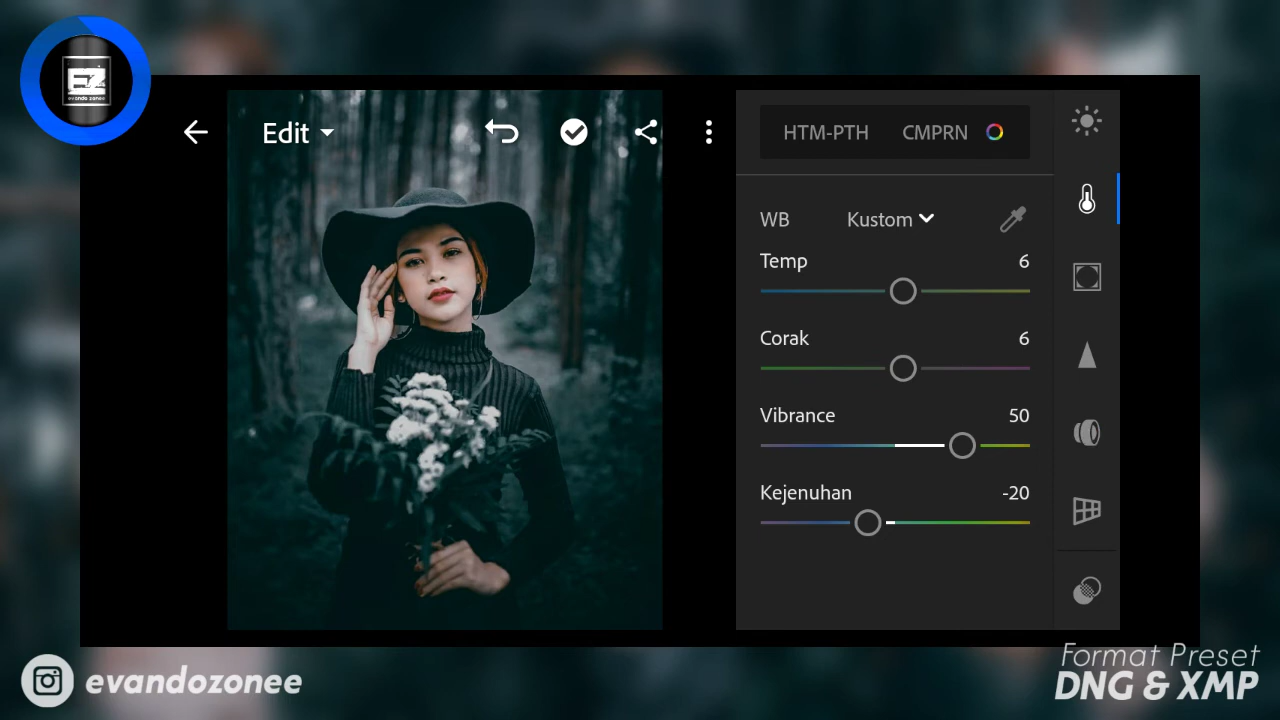 EZ
evando zonee
Edit
HTM-PTH CMPRN
WB Kustom
Temp 6
Corak 6
Vibrance 50
Kejenuhan -20
evandozonee
Format Preset
DNG & XMP